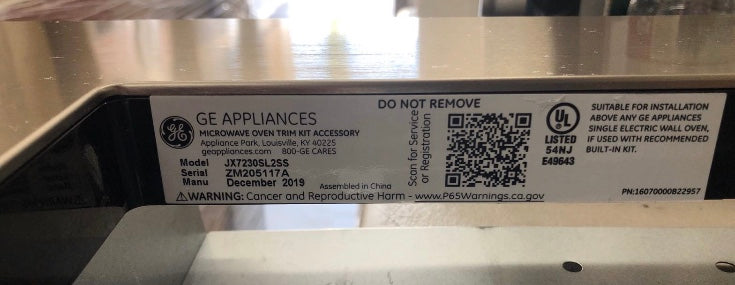 DO NOT REMOVE
GE APPLIANCES
MICROWAVE OVEN TRIM KIT ACCESSORY
Appliance Park, Louisville, KY 40225
geappliances.com 800-GE CARES
Model JX7230SL2SS
Serial ZM205117A
Manu December 2019
Assembled in China
⚠WARNING: Cancer and Reproductive Harm - www.P65Warnings.ca.gov
Scan for Service
or Registration
UL
LISTED
54NJ
E49643
SUITABLE FOR INSTALLATION
ABOVE ANY GE APPLIANCES
SINGLE ELECTRIC WALL OVEN,
IF USED WITH RECOMMENDED
BUILT-IN KIT.
PN:16070000B22957